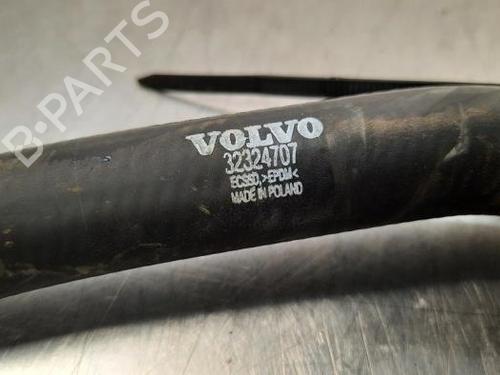 B-PARTS
VOLVO
32324707
ECSSD. >EPDM<
MADE IN POLAND